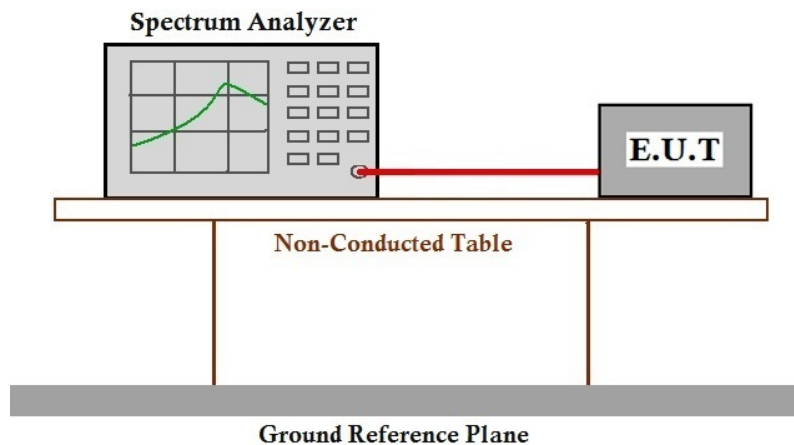 Spectrum Analyzer
E.U.T
Non-Conducted Table
Ground Reference Plane